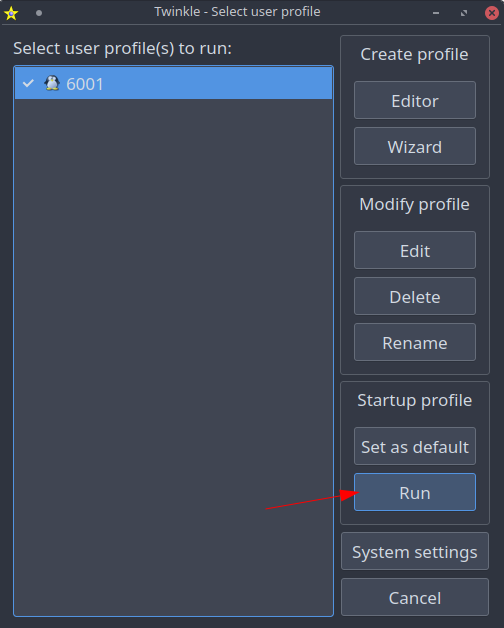 Twinkle - Select user profile
Select user profile(s) to run:
6001
Create profile
Editor
Wizard
Modify profile
Edit
Delete
Rename
Startup profile
Set as default
Run
System settings
Cancel